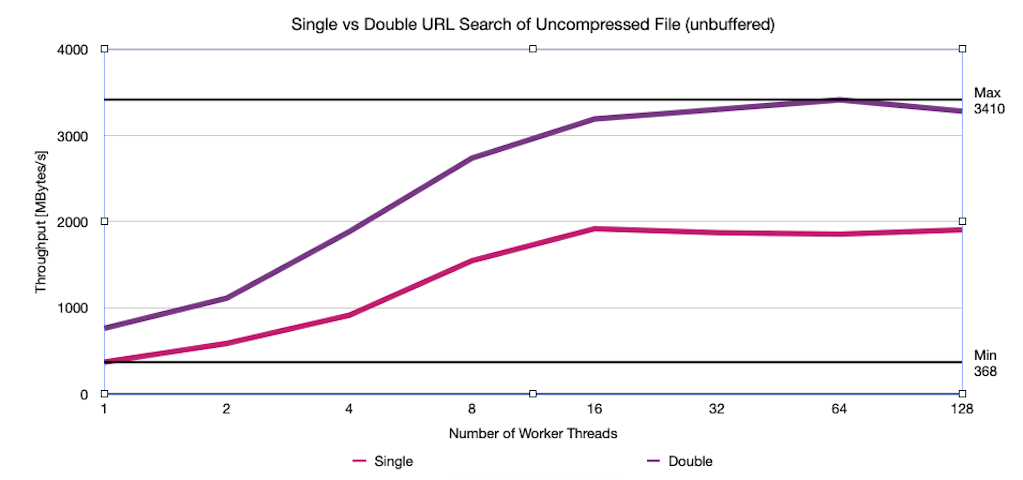 Single vs Double URL Search of Uncompressed File (unbuffered)
4000
3000
2000
1000
0
Throughput [MBytes/s]
Max
3410
Min
368
1 2 4 8 16 32 64 128
Number of Worker Threads
Single Double